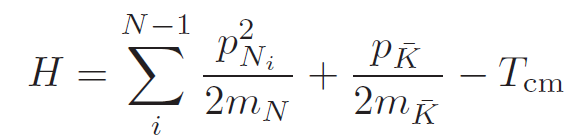 H = \sum_{i}^{N-1} \frac{p_{N_i}^2}{2m_N} + \frac{p_{\bar{K}}}{2m_{\bar{K}}} - T_{\mathrm{cm}}